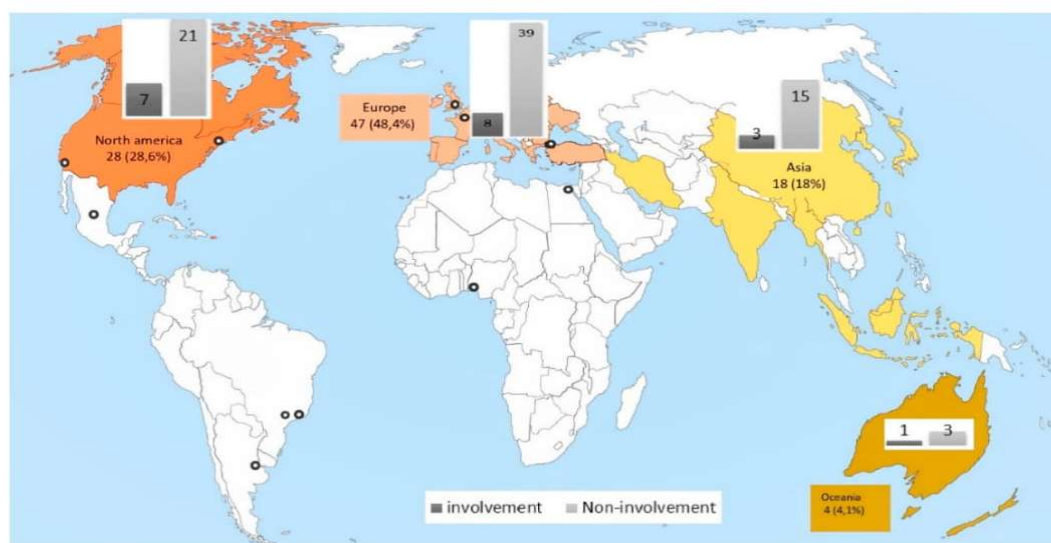 21
7
North america
28 (28,6%)
Europe
47 (48,4%)
39
8
15
3
Asia
18 (18%)
1
3
Oceania
4 (4,1%)
involvement
Non-involvement